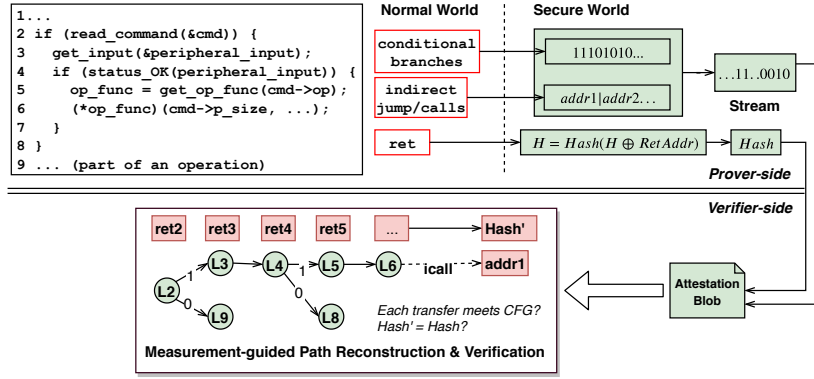 1...
2 if (read_command(&cmd)) {
3 get_input(&peripheral_input);
4 if (status_OK(peripheral_input)) {
5 op_func = get_op_func(cmd->op);
6 (*op_func)(cmd->p_size, ...);
7 }
8 }
9 ... (part of an operation)
Normal World
Secure World
conditional
branches
11101010...
indirect
jump/calls
addr1|addr2...
...11..0010
Stream
ret
H = Hash(H ⊕ RetAddr)
Hash
Prover-side
Verifier-side
ret2 ret3 ret4 ret5 ... Hash'
L2 1 L3 L4 1 L5 L6 icall addr1
0 L9 0 L8
Each transfer meets CFG?
Hash' = Hash?
Measurement-guided Path Reconstruction & Verification
Attestation
Blob